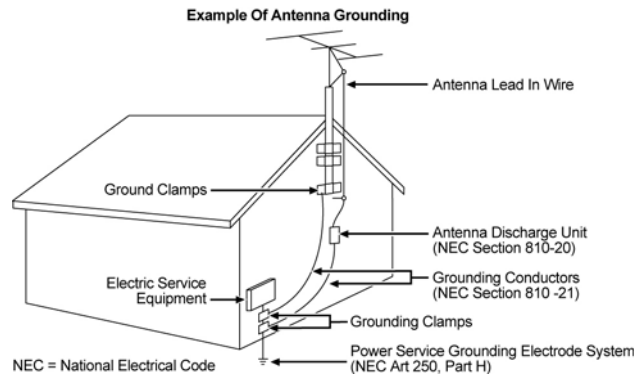 Example Of Antenna Grounding
Antenna Lead In Wire
Ground Clamps
Antenna Discharge Unit
(NEC Section 810-20)
Electric Service
Equipment
Grounding Conductors
(NEC Section 810 -21)
Grounding Clamps
Power Service Grounding Electrode System
(NEC Art 250, Part H)
NEC = National Electrical Code